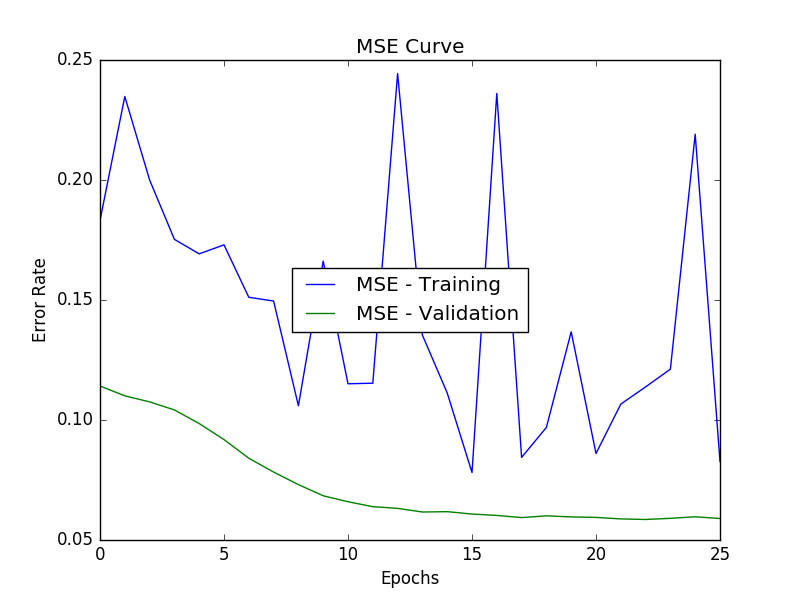 MSE Curve
0.25
0.20
0.15
0.10
0.05
Error Rate
MSE - Training
MSE - Validation
0 5 10 15 20 25
Epochs